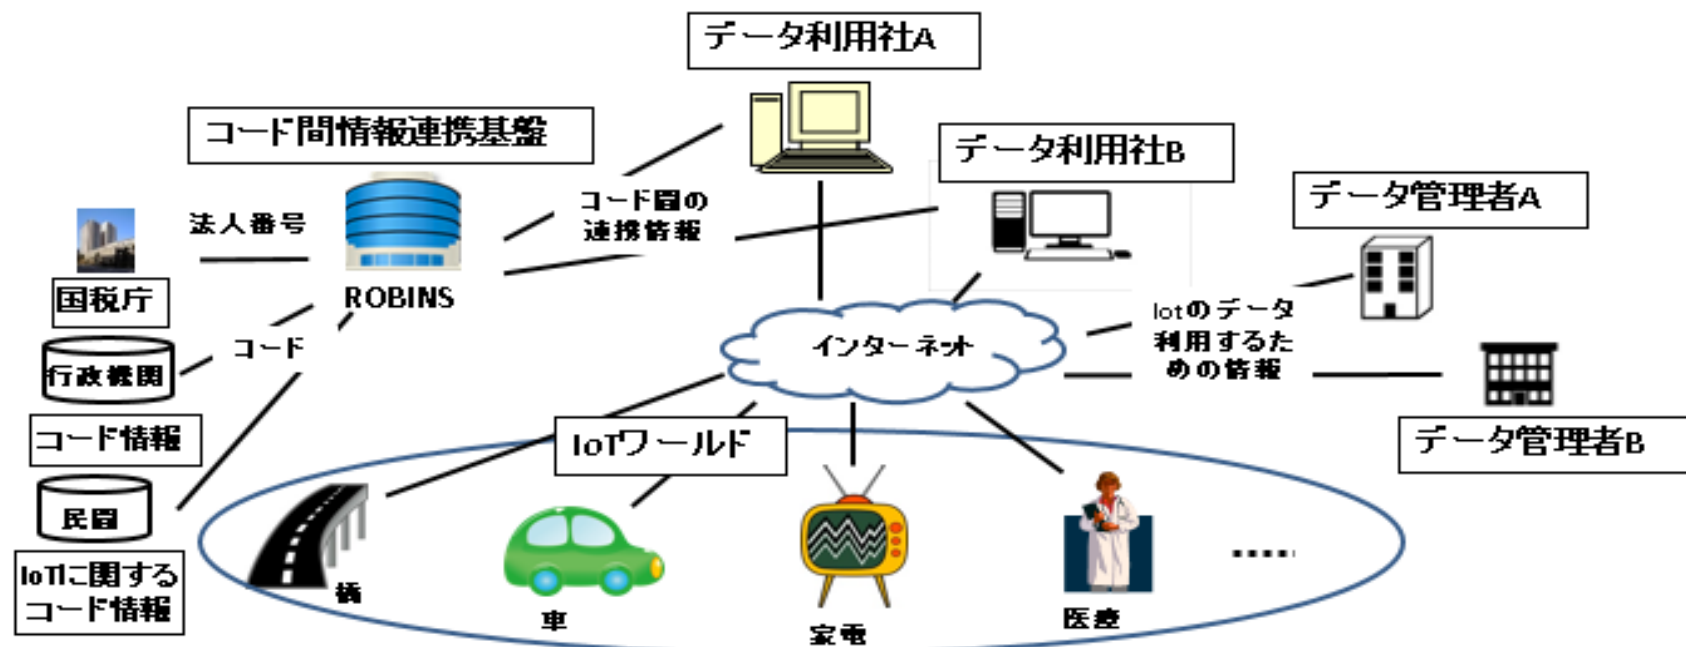 データ利用社A
コード間情報連携基盤
データ利用社B
データ管理者A
法人番号
コード間の
連携情報
国税庁
ROBINS
Iotのデータ
利用するた
めの情報
インターネット
コード
行政機関
コード情報
IoTワールド
データ管理者B
民間
IoTに関する
コード情報
橋
車
家電
医療
……